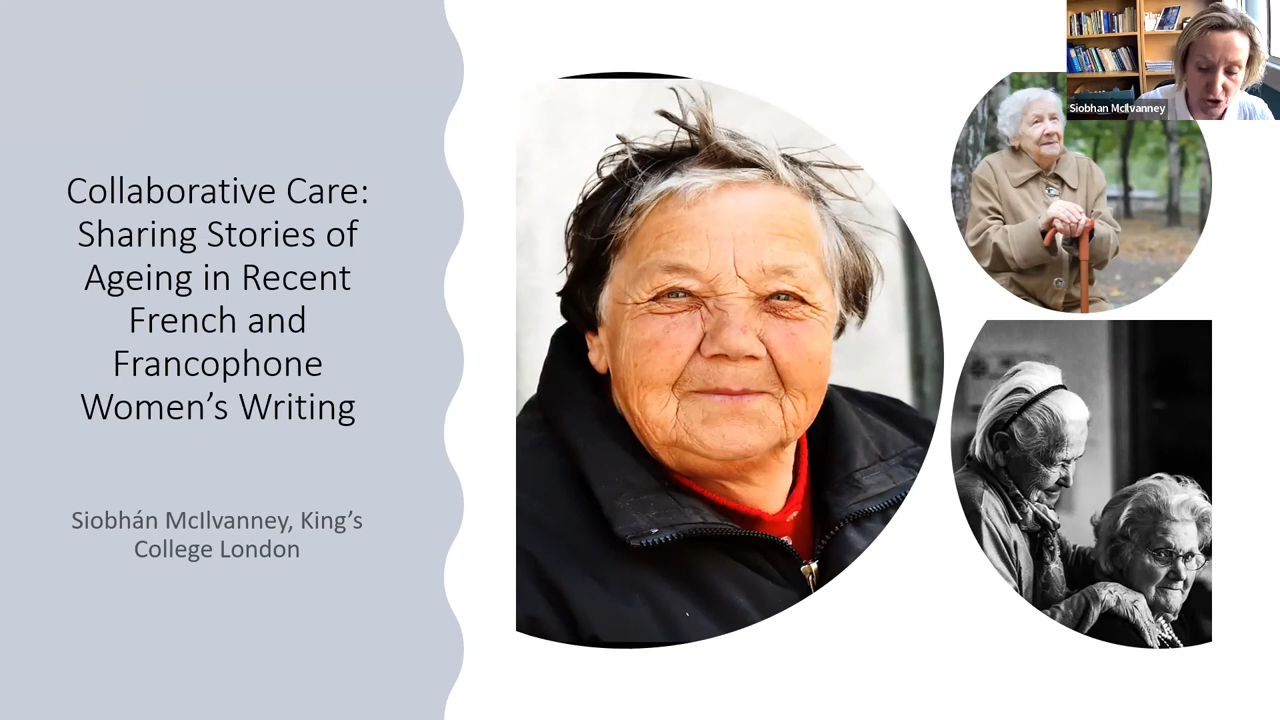 Collaborative Care:
Sharing Stories of
Ageing in Recent
French and
Francophone
Women’s Writing
Siobhán McIlvanney, King’s
College London
Siobhan McIlvanney